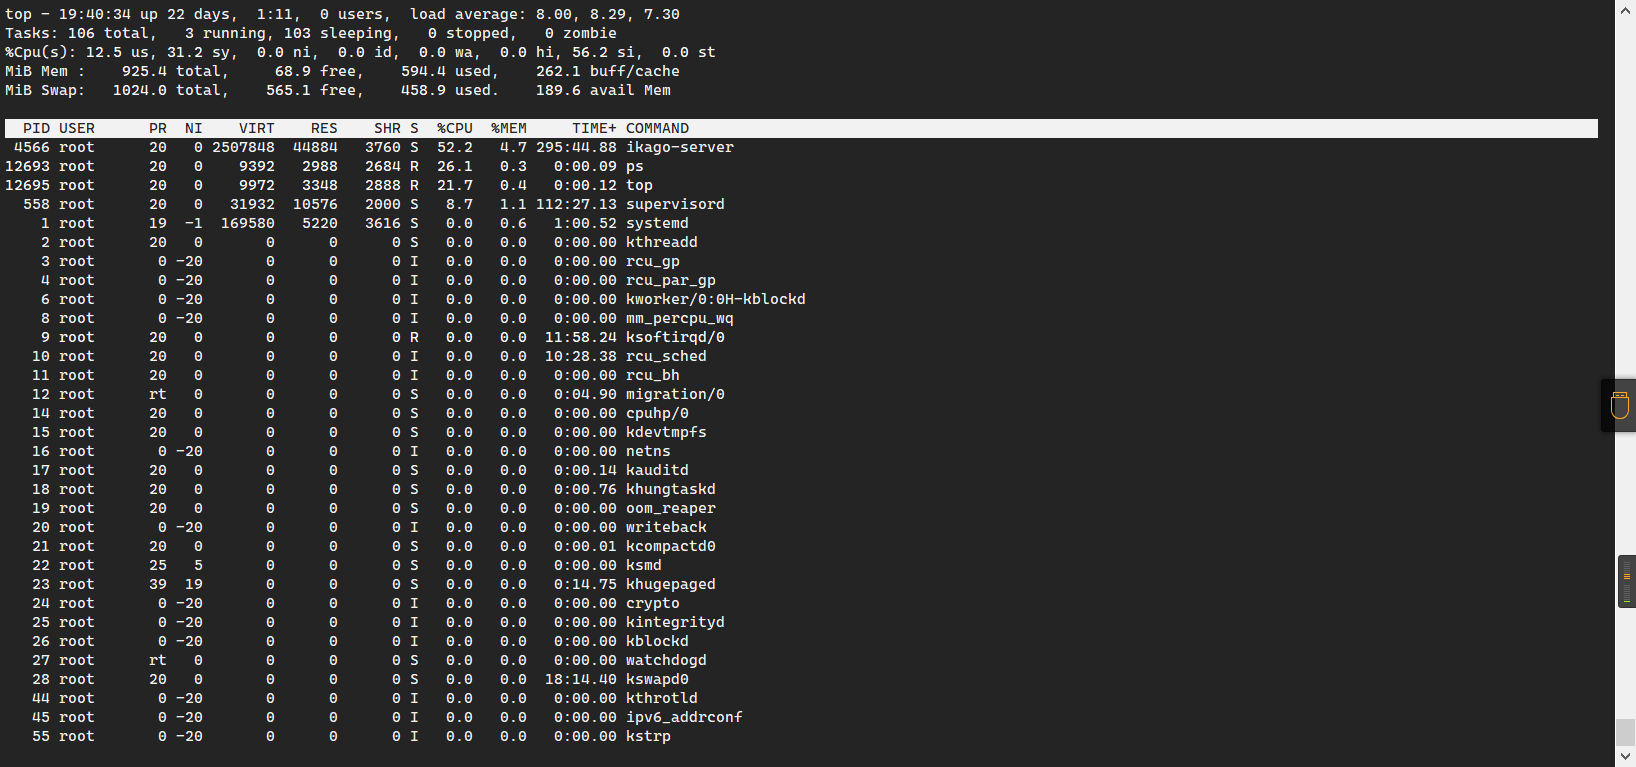 top - 19:40:34 up 22 days,  1:11,  0 users,  load average: 8.00, 8.29, 7.30
Tasks: 106 total,   3 running, 103 sleeping,   0 stopped,   0 zombie
%Cpu(s): 12.5 us, 31.2 sy,  0.0 ni,  0.0 id,  0.0 wa,  0.0 hi, 56.2 si,  0.0 st
MiB Mem :    925.4 total,     68.9 free,    594.4 used,    262.1 buff/cache
MiB Swap:   1024.0 total,    565.1 free,    458.9 used.    189.6 avail Mem
  PID USER      PR  NI    VIRT    RES    SHR S  %CPU  %MEM     TIME+ COMMAND
 4566 root      20   0 2507848  44884   3760 S  52.2   4.7 295:44.88 ikago-server
12693 root      20   0    9392   2988   2684 R  26.1   0.3   0:00.09 ps
12695 root      20   0    9972   3348   2888 R  21.7   0.4   0:00.12 top
  558 root      20   0   31932  10576   2000 S   8.7   1.1 112:27.13 supervisord
    1 root      19  -1  169580   5220   3616 S   0.0   0.6   1:00.52 systemd
    2 root      20   0       0      0      0 S   0.0   0.0   0:00.00 kthreadd
    3 root       0 -20       0      0      0 I   0.0   0.0   0:00.00 rcu_gp
    4 root       0 -20       0      0      0 I   0.0   0.0   0:00.00 rcu_par_gp
    6 root       0 -20       0      0      0 I   0.0   0.0   0:00.00 kworker/0:0H-kblockd
    8 root       0 -20       0      0      0 I   0.0   0.0   0:00.00 mm_percpu_wq
    9 root      20   0       0      0      0 R   0.0   0.0  11:58.24 ksoftirqd/0
   10 root      20   0       0      0      0 I   0.0   0.0  10:28.38 rcu_sched
   11 root      20   0       0      0      0 I   0.0   0.0   0:00.00 rcu_bh
   12 root      rt   0       0      0      0 S   0.0   0.0   0:04.90 migration/0
   14 root      20   0       0      0      0 S   0.0   0.0   0:00.00 cpuhp/0
   15 root      20   0       0      0      0 S   0.0   0.0   0:00.00 kdevtmpfs
   16 root       0 -20       0      0      0 I   0.0   0.0   0:00.00 netns
   17 root      20   0       0      0      0 S   0.0   0.0   0:00.14 kauditd
   18 root      20   0       0      0      0 S   0.0   0.0   0:00.76 khungtaskd
   19 root      20   0       0      0      0 S   0.0   0.0   0:00.00 oom_reaper
   20 root       0 -20       0      0      0 I   0.0   0.0   0:00.00 writeback
   21 root      20   0       0      0      0 S   0.0   0.0   0:00.01 kcompactd0
   22 root      25   5       0      0      0 S   0.0   0.0   0:00.00 ksmd
   23 root      39  19       0      0      0 S   0.0   0.0   0:14.75 khugepaged
   24 root       0 -20       0      0      0 I   0.0   0.0   0:00.00 crypto
   25 root       0 -20       0      0      0 I   0.0   0.0   0:00.00 kintegrityd
   26 root       0 -20       0      0      0 I   0.0   0.0   0:00.00 kblockd
   27 root      rt   0       0      0      0 S   0.0   0.0   0:00.00 watchdogd
   28 root      20   0       0      0      0 S   0.0   0.0  18:14.40 kswapd0
   44 root       0 -20       0      0      0 I   0.0   0.0   0:00.00 kthrotld
   45 root       0 -20       0      0      0 I   0.0   0.0   0:00.00 ipv6_addrconf
   55 root       0 -20       0      0      0 I   0.0   0.0   0:00.00 kstrp